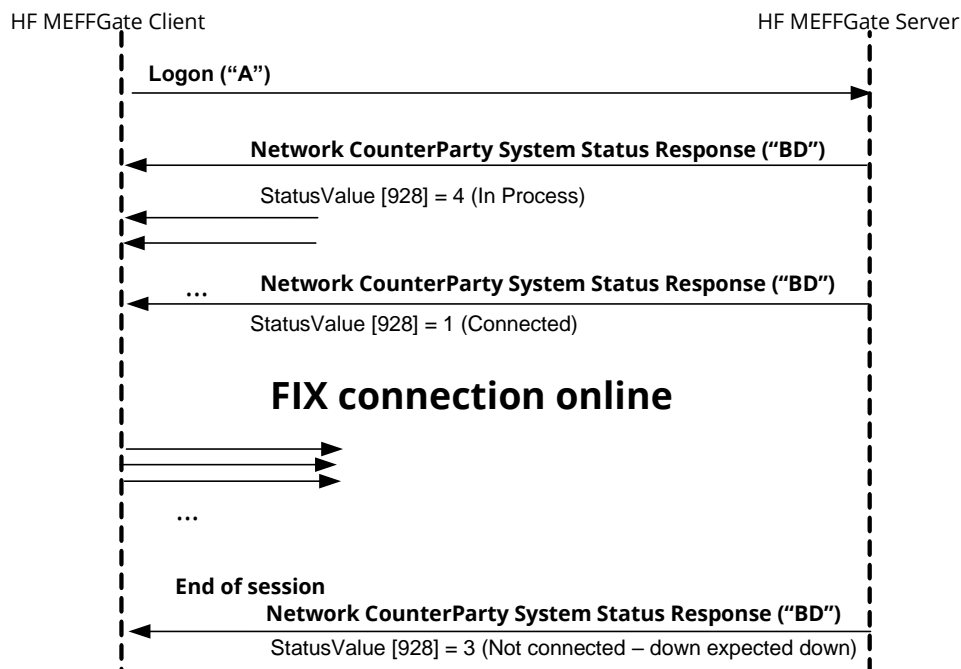 HF MEFFGate Client
HF MEFFGate Server
Logon (“A”)
Network CounterParty System Status Response (“BD”)
StatusValue [928] = 4 (In Process)
...
Network CounterParty System Status Response (“BD”)
StatusValue [928] = 1 (Connected)
FIX connection online
...
End of session
Network CounterParty System Status Response (“BD”)
StatusValue [928] = 3 (Not connected – down expected down)